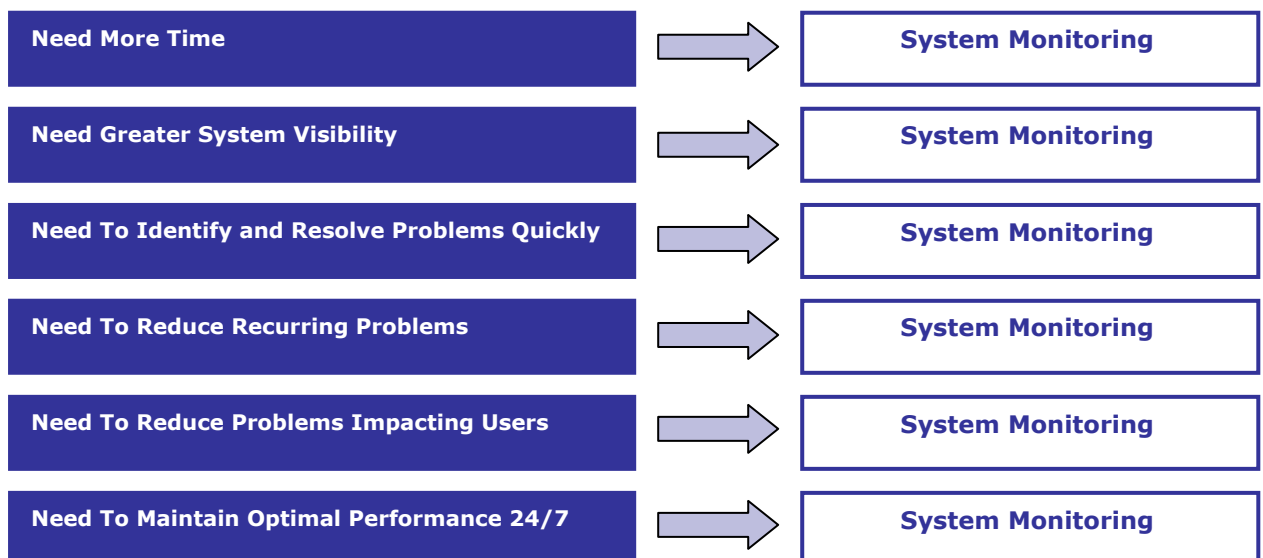 Need More Time
System Monitoring
Need Greater System Visibility
System Monitoring
Need To Identify and Resolve Problems Quickly
System Monitoring
Need To Reduce Recurring Problems
System Monitoring
Need To Reduce Problems Impacting Users
System Monitoring
Need To Maintain Optimal Performance 24/7
System Monitoring